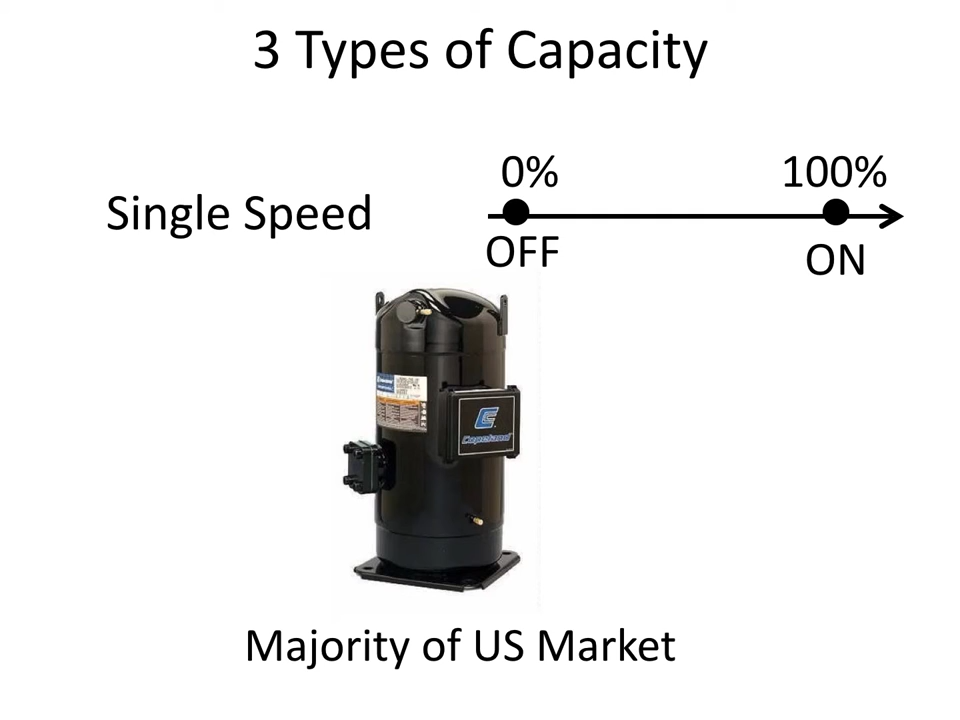 3 Types of Capacity
0% 100%
Single Speed
OFF ON
Copeland
Majority of US Market